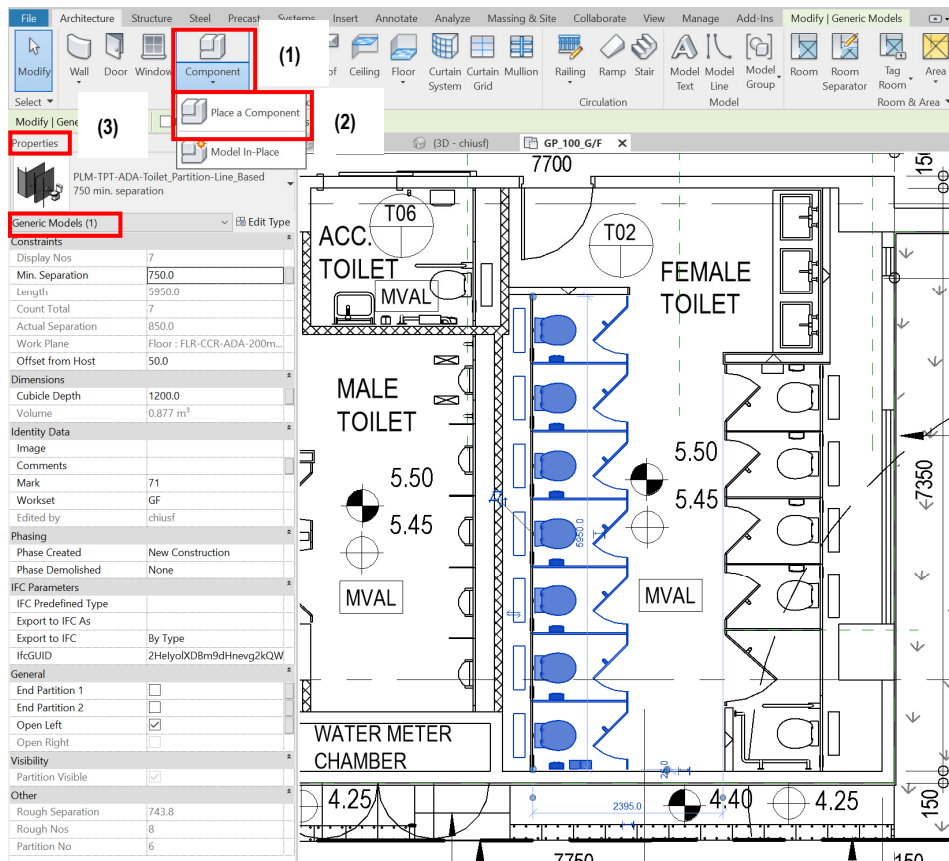 File Architecture Structure Steel Precast Systems Insert Annotate Analyze Massing & Site Collaborate View Manage Add-Ins Modify | Generic Models
Modify Wall Door Window Component (1) Ceiling Floor Curtain System Curtain Grid Mullion Railing Ramp Stair Model Text Model Line Model Group Room Room Separator Tag Room Area
Select Circulation Model Room & Area
Place a Component (2)
Modify | Gene
(3)
Model In-Place
Properties
{3D - chiusf} GP_100_G/F
PLM-TPT-ADA-Toilet_Partition-Line_Based
750 min. separation
Generic Models (1) Edit Type
Constraints
Display Nos 7
Min. Separation 750.0
Length 5950.0
Count Total 7
Actual Separation 850.0
Work Plane Floor : FLR-CCR-ADA-200m...
Offset from Host 50.0
Dimensions
Cubicle Depth 1200.0
Volume 0.877 m³
Identity Data
Image
Comments
Mark 71
Workset GF
Edited by chiusf
Phasing
Phase Created New Construction
Phase Demolished None
IFC Parameters
IFC Predefined Type
Export to IFC As
Export to IFC By Type
IfcGUID 2HelyolXDBm9dHnevg2kQW
General
End Partition 1
End Partition 2
Open Left
Open Right
Visibility
Partition Visible
Other
Rough Separation 743.8
Rough Nos 8
Partition No 6
7700
T06
T02
ACC.
TOILET
MVAL
FEMALE
TOILET
MALE
TOILET
5.50
5.45
MVAL
5.50
5.45
MVAL
5950.0
7350
WATER METER
CHAMBER
25.0
4.25
2395.0
4.40
4.25
150
7750
150